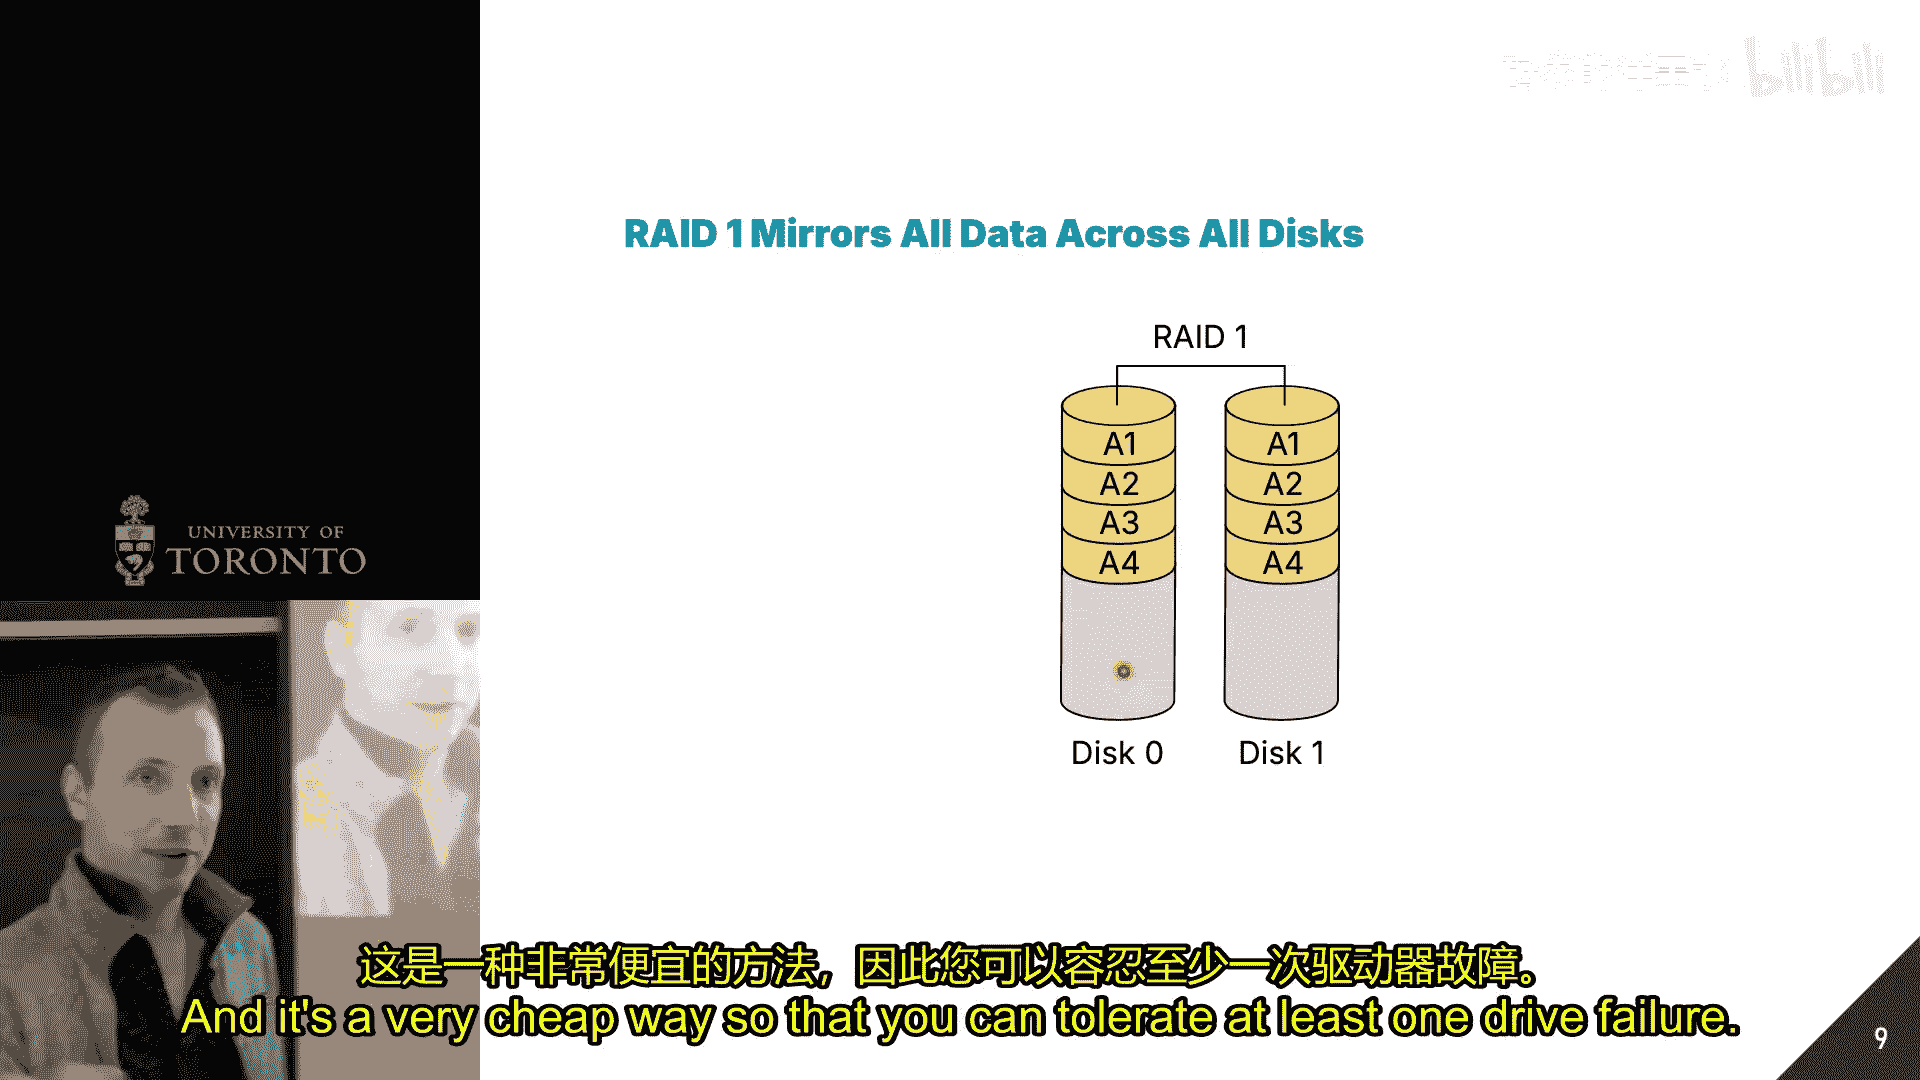 bilibili
RAID 1 Mirrors All Data Across All Disks
RAID 1
A1 A1
A2 A2
A3 A3
A4 A4
Disk 0 Disk 1
UNIVERSITY OF
TORONTO
这是一种非常便宜的方法，因此您可以容忍至少一次驱动器故障。
And it's a very cheap way so that you can tolerate at least one drive failure.
9